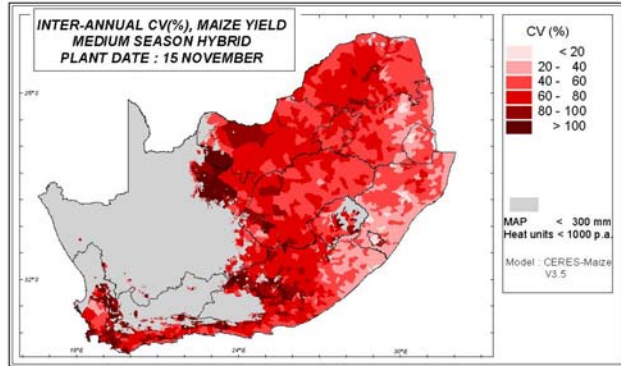 INTER-ANNUAL CV(%), MAIZE YIELD
MEDIUM SEASON HYBRID
PLANT DATE : 15 NOVEMBER
CV (%)
< 20
20 - 40
40 - 60
60 - 80
80 - 100
> 100
MAP < 300 mm
Heat units < 1000 p.a.
Model : CERES-Maize
V3.5